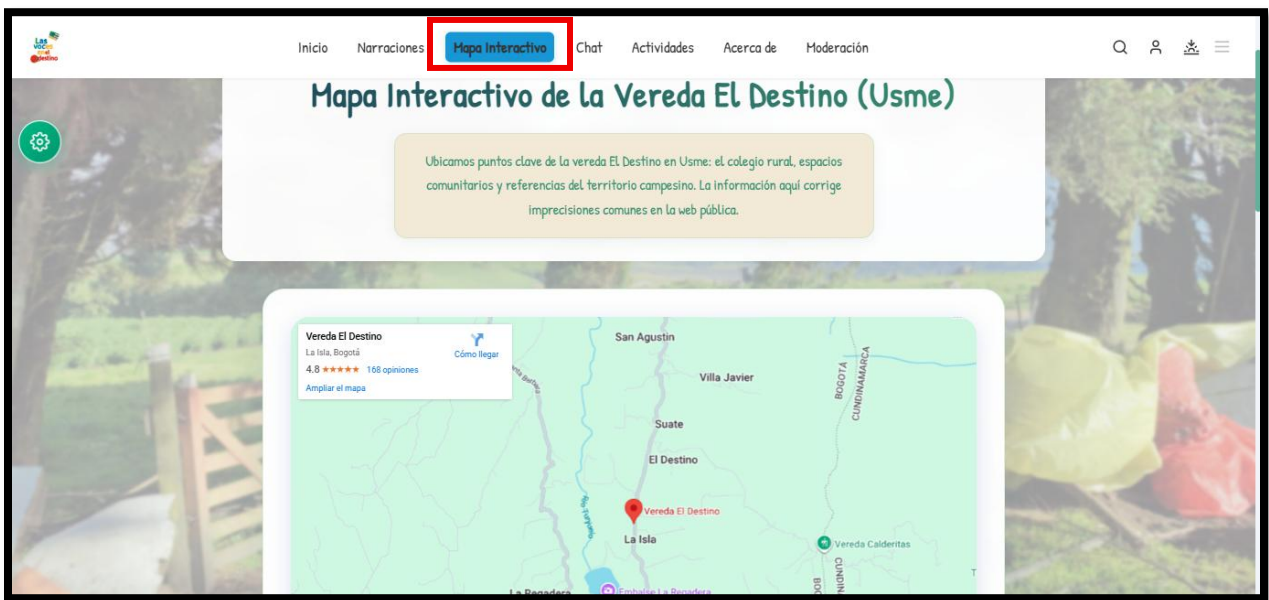 Las
voces
en el
destino
Inicio Narraciones Mapa Interactivo Chat Actividades Acerca de Moderación
Mapa Interactivo de la Vereda El Destino (Usme)
Ubicamos puntos clave de la vereda El Destino en Usme: el colegio rural, espacios
comunitarios y referencias del territorio campesino. La información aquí corrige
imprecisiones comunes en la web pública.
Vereda El Destino
La Isla, Bogotá
4.8 168 opiniones
Ampliar el mapa
Cómo llegar
San Agustin
Villa Javier
BOGOTÁ
CUNDINAMARCA
Suate
El Destino
Vereda El Destino
La Isla
Vereda Calderitas
La Regadera
Embalse La Regadera